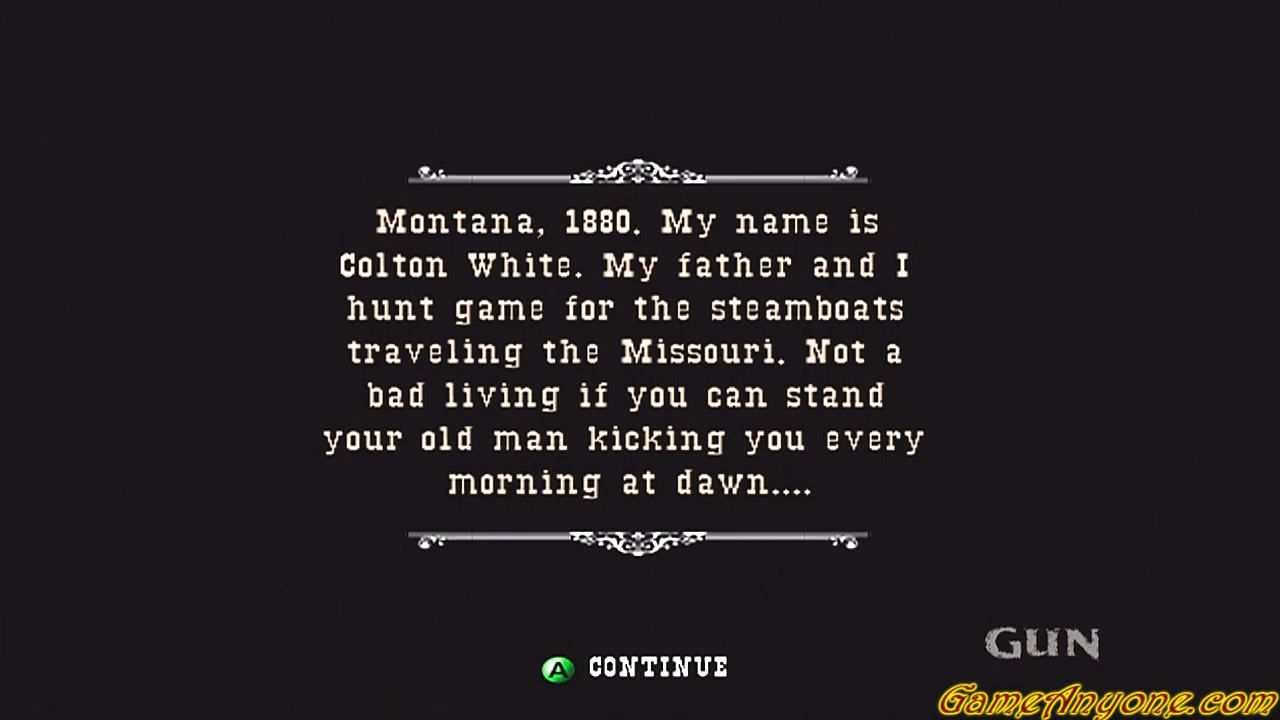 Montana, 1880. My name is
Colton White. My father and I
hunt game for the steamboats
traveling the Missouri. Not a
bad living if you can stand
your old man kicking you every
morning at dawn....
GUN
A CONTINUE
GameAnyone.com